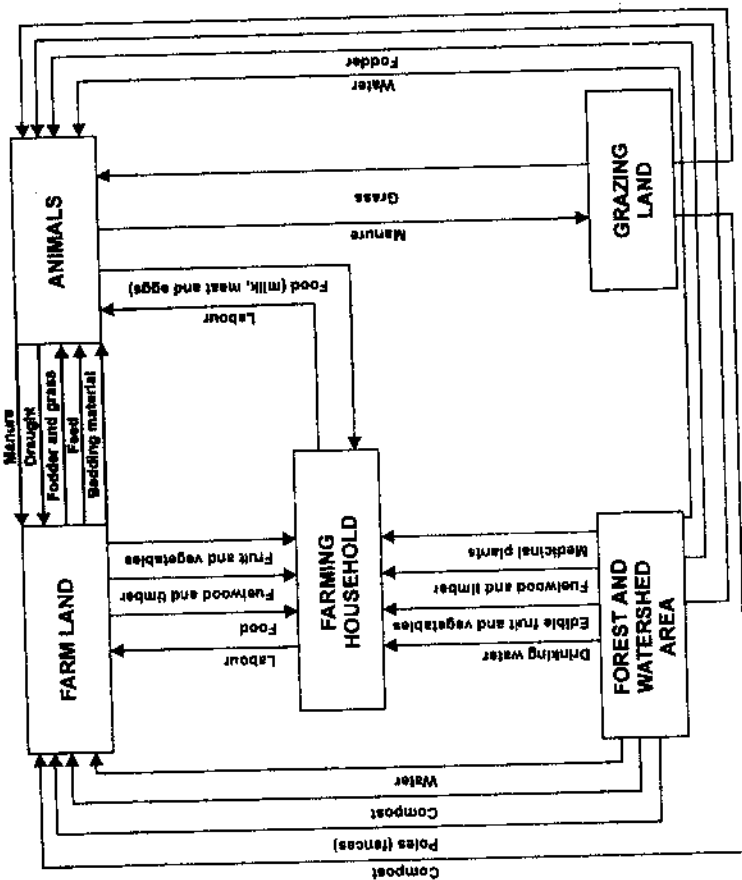 Compost
Poles (fences)
Compost
Water
FARM LAND
Labour
Food
Fuelwood and timber
Fruit and vegetables
FARMING
HOUSEHOLD
Drinking water
Edible fruit and vegetables
Fuelwood and timber
Medicinal plants
FOREST AND
WATERSHED
AREA
Manure
Draught
Fodder and grass
Feed
Bedding material
ANIMALS
Labour
Food (milk, meat and eggs)
Manure
Grass
GRAZING
LAND
Water
Fodder